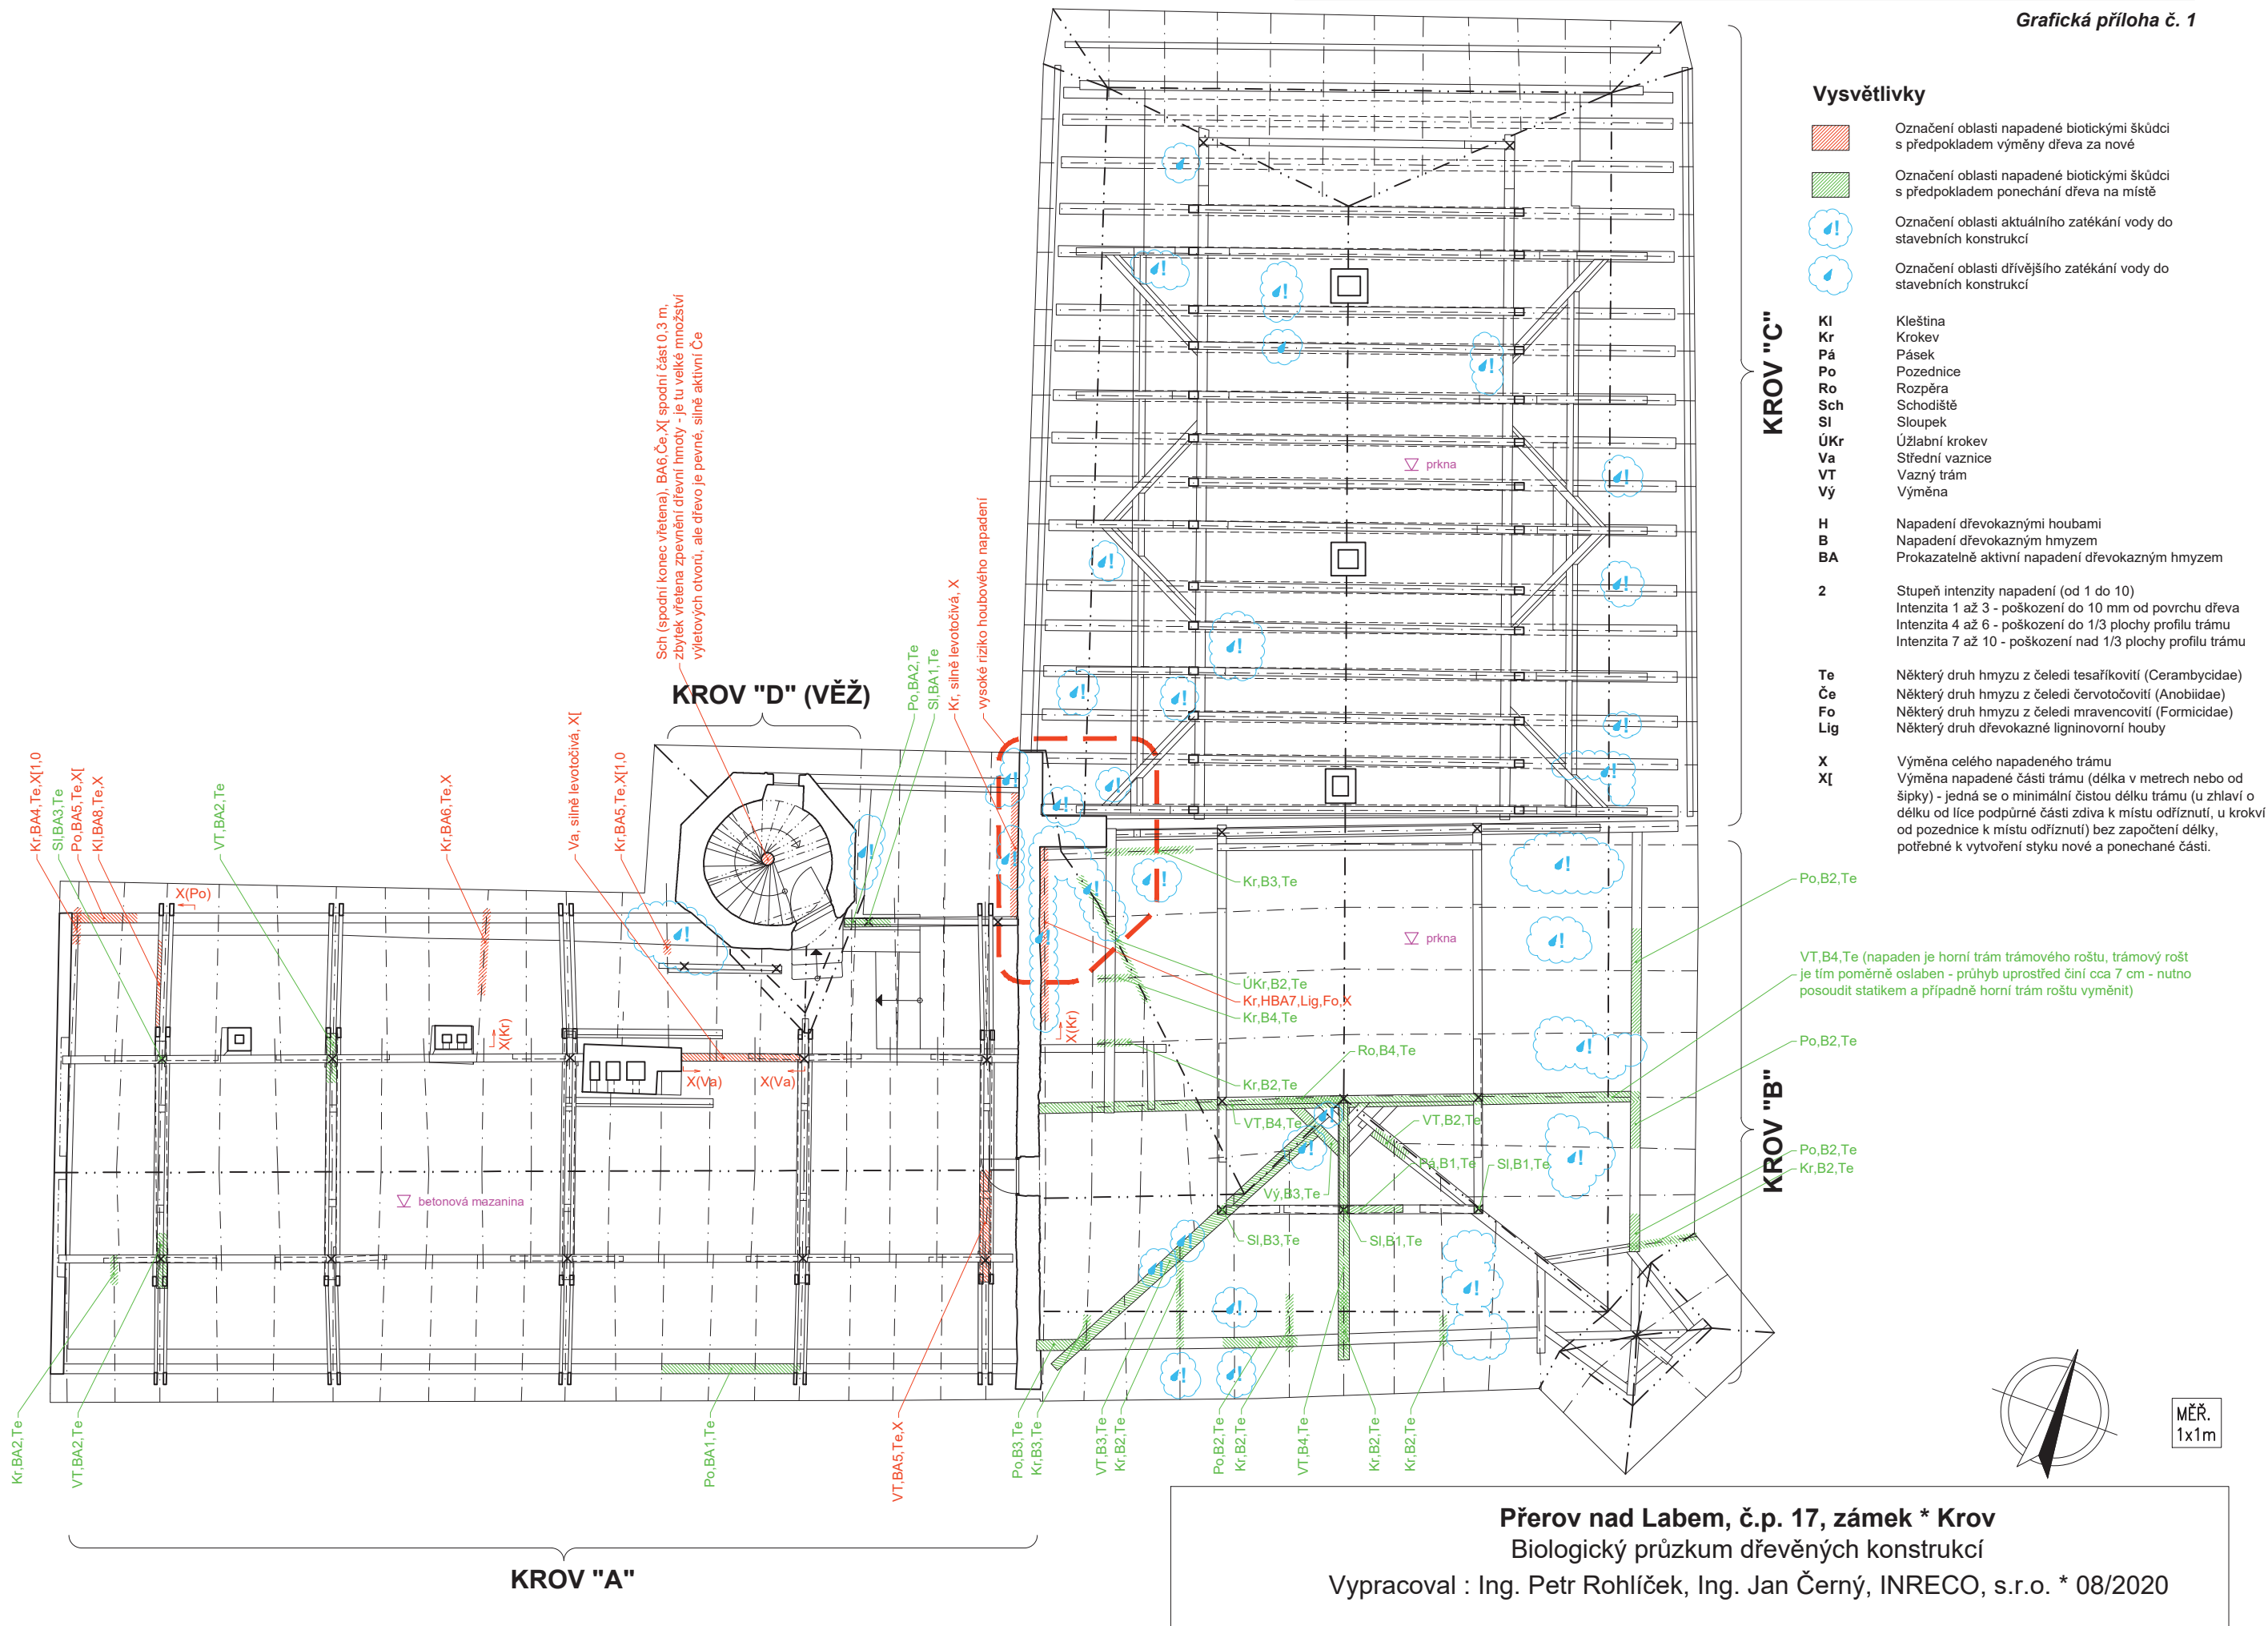 Grafická příloha č. 1
Vysvětlivky
Označení oblasti napadené biotickými škůdci
s předpokladem výměny dřeva za nové
Označení oblasti napadené biotickými škůdci
s předpokladem ponechání dřeva na místě
Označení oblasti aktuálního zatékání vody do
stavebních konstrukcí
Označení oblasti dřívějšího zatékání vody do
stavebních konstrukcí
Kl Kleština
Kr Krokev
Pá Pásek
Po Pozednice
Ro Rozpěra
Sch Schodiště
Sl Sloupek
ÚKr Úžlabní krokev
Va Střední vaznice
VT Vazný trám
Vý Výměna
H Napadení dřevokaznými houbami
B Napadení dřevokazným hmyzem
BA Prokazatelně aktivní napadení dřevokazným hmyzem
2 Stupeň intenzity napadení (od 1 do 10)
Intenzita 1 až 3 - poškození do 10 mm od povrchu dřeva
Intenzita 4 až 6 - poškození do 1/3 plochy profilu trámu
Intenzita 7 až 10 - poškození nad 1/3 plochy profilu trámu
Te Některý druh hmyzu z čeledi tesaříkovití (Cerambycidae)
Če Některý druh hmyzu z čeledi červotočovití (Anobiidae)
Fo Některý druh hmyzu z čeledi mravencovití (Formicidae)
Lig Některý druh dřevokazné ligninovorní houby
X Výměna celého napadeného trámu
X[ Výměna napadené části trámu (délka v metrech nebo od
šipky) - jedná se o minimální čistou délku trámu (u zhlaví o
délku od líce podpůrné části zdiva k místu odříznutí, u krokví
od pozednice k místu odříznutí) bez započtení délky,
potřebné k vytvoření styku nové a ponechané části.
KROV "C"
prkna
Sch (spodní konec vřetena), BA6,Če,X[ spodní část 0,3 m,
zbytek vřetena zpevnění dřevní hmoty - je tu velké množství
výletových otvorů, ale dřevo je pevné, silně aktivní Če
KROV "D" (VĚŽ)
Po,BA2,Te
Sl,BA1,Te
Kr, silně levotočivá, X
vysoké riziko houbového napadení
Kr,BA4,Te,X[1,0
Sl,BA3,Te
Po,BA5,Te,X[
Kl,BA8,Te,X
VT,BA2,Te
Kr,BA6,Te,X
Va, silně levotočivá, X[
Kr,BA5,Te,X[1,0
X(Po)
X(Kr)
X(Va)
X(Va)
X(Kr)
betonová mazanina
Kr,B3,Te
prkna
ÚKr,B2,Te
Kr,HBA7,Lig,Fo,X
Kr,B4,Te
Ro,B4,Te
Kr,B2,Te
VT,B4,Te
VT,B2,Te
Pá,B1,Te
Sl,B1,Te
Vý,B3,Te
Sl,B3,Te
Sl,B1,Te
Po,B2,Te
VT,B4,Te (napaden je horní trám trámového roštu, trámový rošt
je tím poměrně oslaben - průhyb uprostřed činí cca 7 cm - nutno
posoudit statikem a případně horní trám roštu vyměnit)
Po,B2,Te
Po,B2,Te
Kr,B2,Te
KROV "B"
Kr,BA2,Te
VT,BA2,Te
Po,BA1,Te
VT,BA5,Te,X
Po,B3,Te
Kr,B3,Te
VT,B3,Te
Kr,B2,Te
Po,B2,Te
Kr,B2,Te
VT,B4,Te
Kr,B2,Te
Kr,B2,Te
MĚŘ.
1x1m
KROV "A"
Přerov nad Labem, č.p. 17, zámek * Krov
Biologický průzkum dřevěných konstrukcí
Vypracoval : Ing. Petr Rohlíček, Ing. Jan Černý, INRECO, s.r.o. * 08/2020